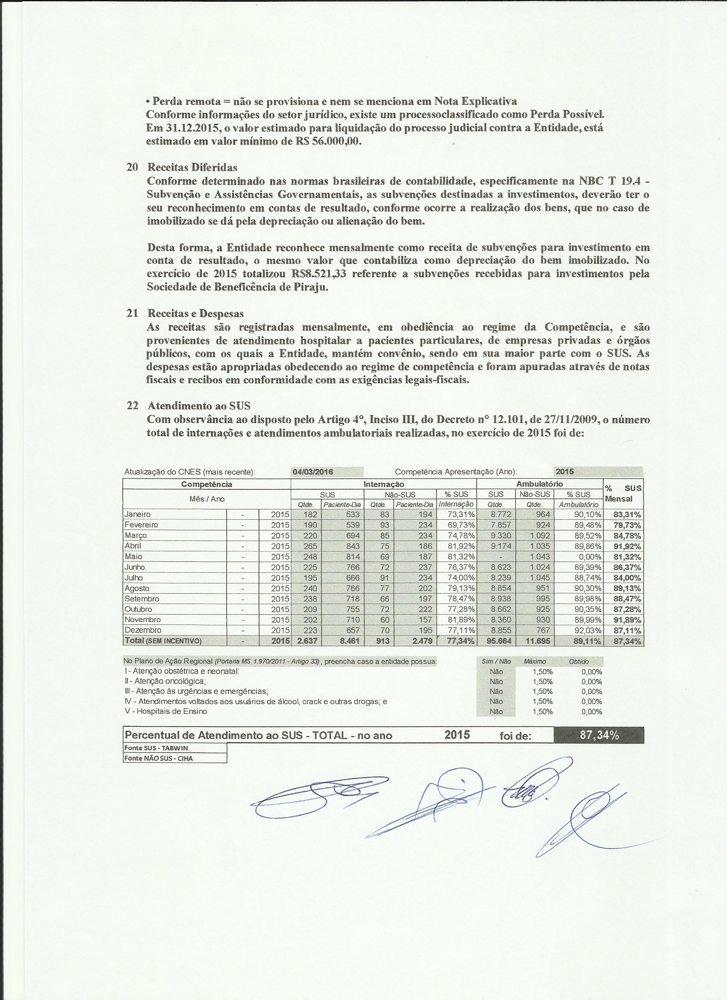 • Perda remota = não se provisiona e nem se menciona em Nota Explicativa
Conforme informações do setor jurídico, existe um processoclassificado como Perda Possível.
Em 31.12.2015, o valor estimado para liquidação do processo judicial contra a Entidade, está
estimado em valor mínimo de R$ 56.000,00.
20 Receitas Diferidas
Conforme determinado nas normas brasileiras de contabilidade, especificamente na NBC T 19.4 -
Subvenção e Assistências Governamentais, as subvenções destinadas a investimentos, deverão ter o
seu reconhecimento em contas de resultado, conforme ocorre a realização dos bens, que no caso de
imobilizado se dá pela depreciação ou alienação do bem.
Desta forma, a Entidade reconhece mensalmente como receita de subvenções para investimento em
conta de resultado, o mesmo valor que contabiliza como depreciação do bem imobilizado. No
exercício de 2015 totalizou R$8.521,33 referente a subvenções recebidas para investimentos pela
Sociedade de Beneficência de Piraju.
21 Receitas e Despesas
As receitas são registradas mensalmente, em obediência ao regime da Competência, e são
provenientes de atendimento hospitalar a pacientes particulares, de empresas privadas e órgãos
públicos, com os quais a Entidade, mantém convênio, sendo em sua maior parte com o SUS. As
despesas estão apropriadas obedecendo ao regime de competência e foram apuradas através de notas
fiscais e recibos em conformidade com as exigências legais-fiscais.
22 Atendimento ao SUS
Com observância ao disposto pelo Artigo 4°, Inciso III, do Decreto n° 12.101, de 27/11/2009, o número
total de internações e atendimentos ambulatoriais realizadas, no exercício de 2015 foi de:
Atualização do CNES (mais recente): 04/03/2016 Competência Apresentação (Ano): 2015
Competência Internação Ambulatório % SUS Mensal
Mês / Ano SUS Não-SUS % SUS SUS Não-SUS % SUS
Qtde. Paciente-Dia Qtde. Paciente-Dia Internação Qtde. Qtde. Ambulatório
Janeiro - 2015 182 533 83 194 73,31% 8.772 964 90,10% 83,31%
Fevereiro - 2015 190 539 93 234 69,73% 7.857 924 89,48% 79,73%
Março - 2015 220 694 85 234 74,78% 9.330 1.092 89,52% 84,78%
Abril - 2015 265 843 75 186 81,92% 9.174 1.035 89,86% 91,92%
Maio - 2015 248 814 69 187 81,32% - 1.043 0,00% 81,32%
Junho - 2015 225 766 72 237 76,37% 8.623 1.024 89,39% 86,37%
Julho - 2015 195 666 91 234 74,00% 8.239 1.045 88,74% 84,00%
Agosto - 2015 240 766 77 202 79,13% 8.854 951 90,30% 89,13%
Setembro - 2015 238 718 66 197 78,47% 8.938 995 89,98% 88,47%
Outubro - 2015 209 755 72 222 77,28% 8.662 925 90,35% 87,28%
Novembro - 2015 202 710 60 157 81,89% 8.360 930 89,99% 91,89%
Dezembro - 2015 223 657 70 195 77,11% 8.855 767 92,03% 87,11%
Total (SEM INCENTIVO) - 2015 2.637 8.461 913 2.479 77,34% 95.664 11.695 89,11% 87,34%
No Plano de Ação Regional (Portaria MS 1.970/2011 - Artigo 33), preencha caso a entidade possua: Sim / Não Máximo Obtido
I - Atenção obstétrica e neonatal: Não 1,50% 0,00%
II - Atenção oncológica; Não 1,50% 0,00%
III - Atenção às urgências e emergências; Não 1,50% 0,00%
IV - Atendimentos voltados aos usuários de álcool, crack e outras drogas; e Não 1,50% 0,00%
V - Hospitais de Ensino Não 1,50% 0,00%
Percentual de Atendimento ao SUS - TOTAL - no ano 2015 foi de: 87,34%
Fonte SUS - TABWIN
Fonte NÃO SUS - CIHA